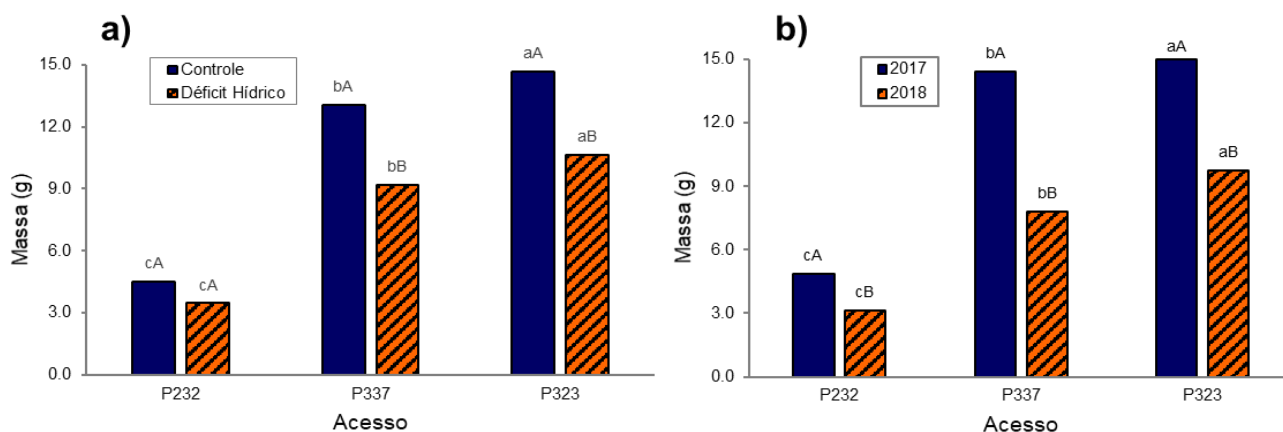 a)
Controle
Déficit Hídrico
Massa (g)
15.0
12.0
9.0
6.0
3.0
0.0
cA
cA
bA
bB
aA
aB
P232
P337
P323
Acesso
b)
2017
2018
Massa (g)
15.0
12.0
9.0
6.0
3.0
0.0
cA
cB
bA
bB
aA
aB
P232
P337
P323
Acesso